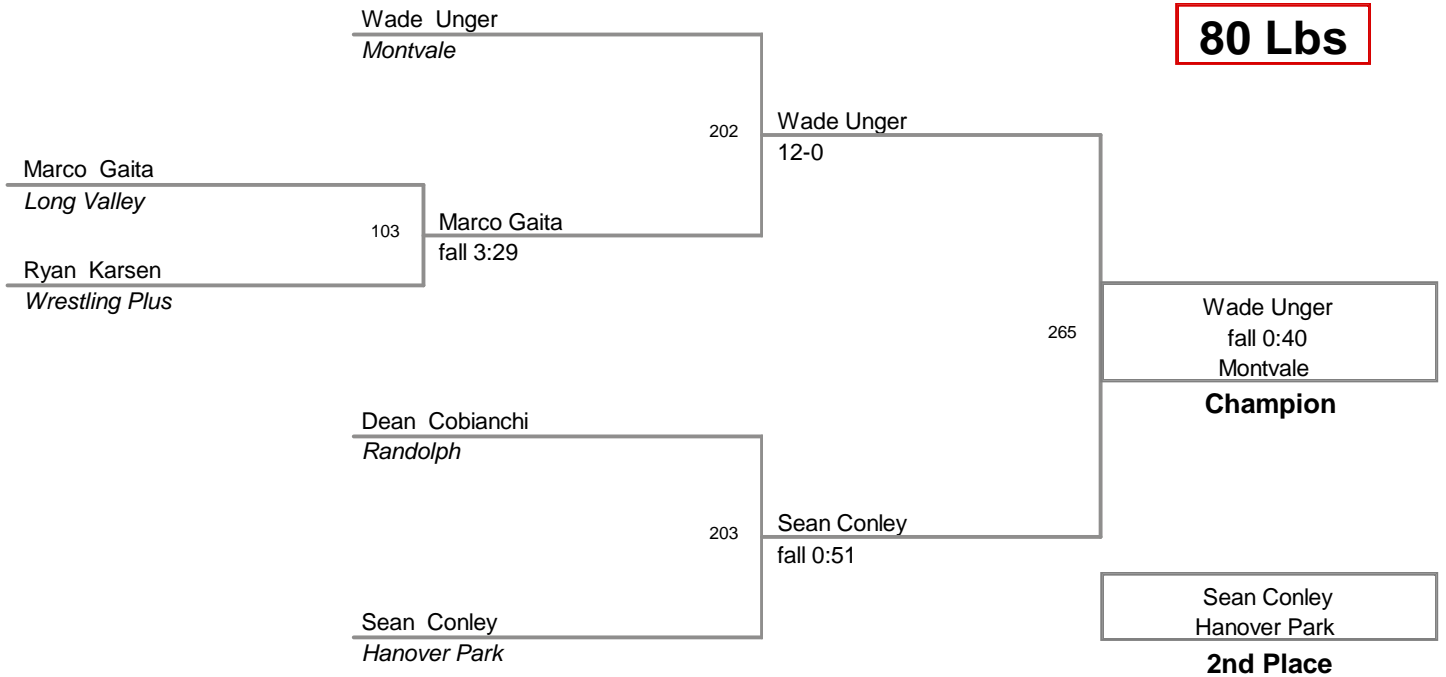 Wade  Unger
Montvale
80 Lbs
202
Wade Unger
12-0
Marco  Gaita
Long Valley
103
Marco Gaita
fall 3:29
Ryan  Karsen
Wrestling Plus
265
Wade Unger
fall 0:40
Montvale
Champion
Dean  Cobianchi
Randolph
203
Sean Conley
fall 0:51
Sean  Conley
Hanover Park
Sean Conley
Hanover Park
2nd Place